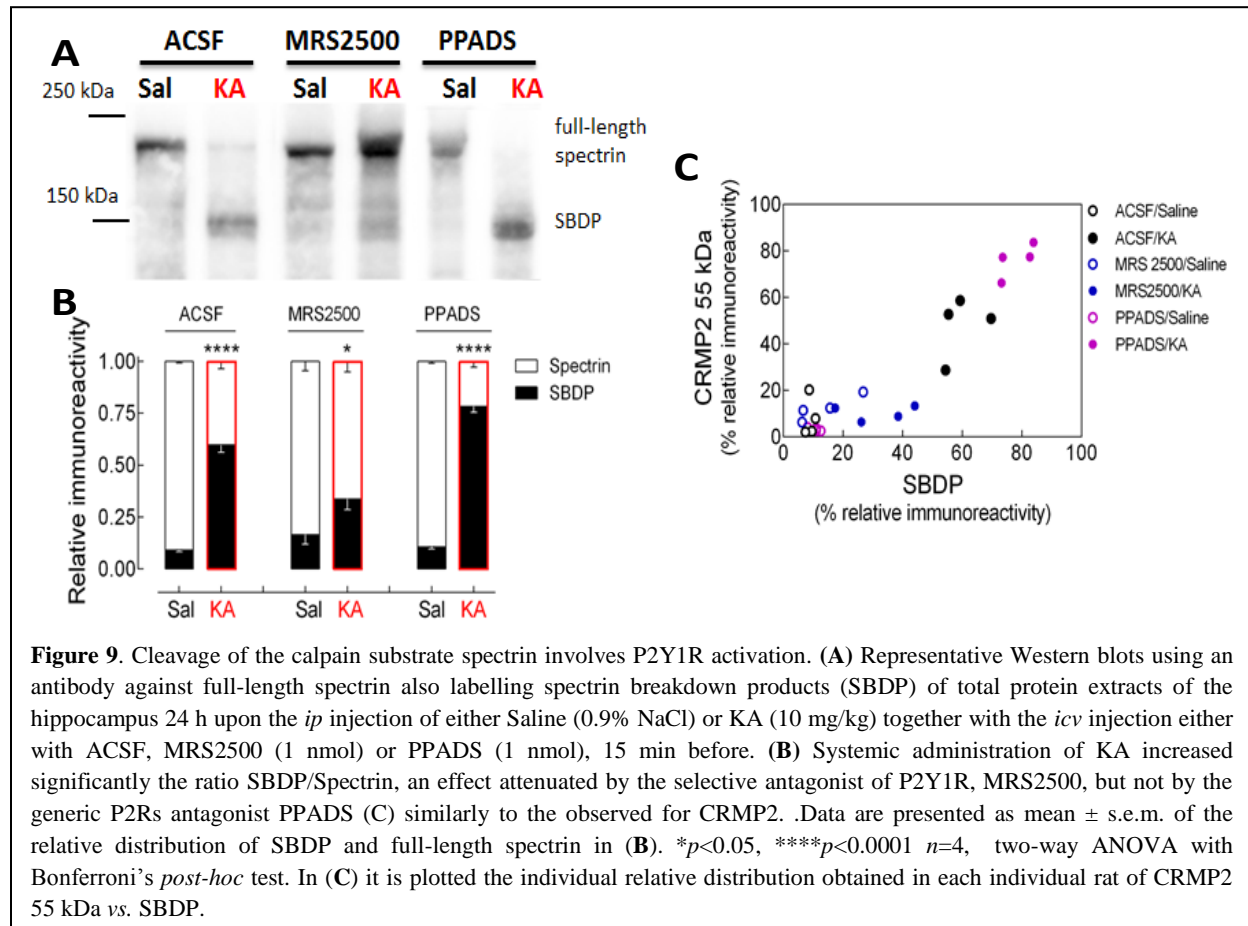 A
ACSF MRS2500 PPADS
Sal KA Sal KA Sal KA
250 kDa
full-length
spectrin
150 kDa
SBDP
B
ACSF MRS2500 PPADS
**** * ****
Relative immunoreactivity
1.00
0.75
0.50
0.25
0.00
Spectrin
SBDP
Sal KA Sal KA Sal KA
C
CRMP2 55 kDa
(% relative immunoreactivity)
100
80
60
40
20
0
0 20 40 60 80 100
SBDP
(% relative immunoreactivity)
ACSF/Saline
ACSF/KA
MRS 2500/Saline
MRS2500/KA
PPADS/Saline
PPADS/KA
Figure 9. Cleavage of the calpain substrate spectrin involves P2Y1R activation. (A) Representative Western blots using an
antibody against full-length spectrin also labelling spectrin breakdown products (SBDP) of total protein extracts of the
hippocampus 24 h upon the ip injection of either Saline (0.9% NaCl) or KA (10 mg/kg) together with the icv injection either
with ACSF, MRS2500 (1 nmol) or PPADS (1 nmol), 15 min before. (B) Systemic administration of KA increased
significantly the ratio SBDP/Spectrin, an effect attenuated by the selective antagonist of P2Y1R, MRS2500, but not by the
generic P2Rs antagonist PPADS (C) similarly to the observed for CRMP2. .Data are presented as mean ± s.e.m. of the
relative distribution of SBDP and full-length spectrin in (B). *p<0.05, ****p<0.0001 n=4, two-way ANOVA with
Bonferroni's post-hoc test. In (C) it is plotted the individual relative distribution obtained in each individual rat of CRMP2
55 kDa vs. SBDP.